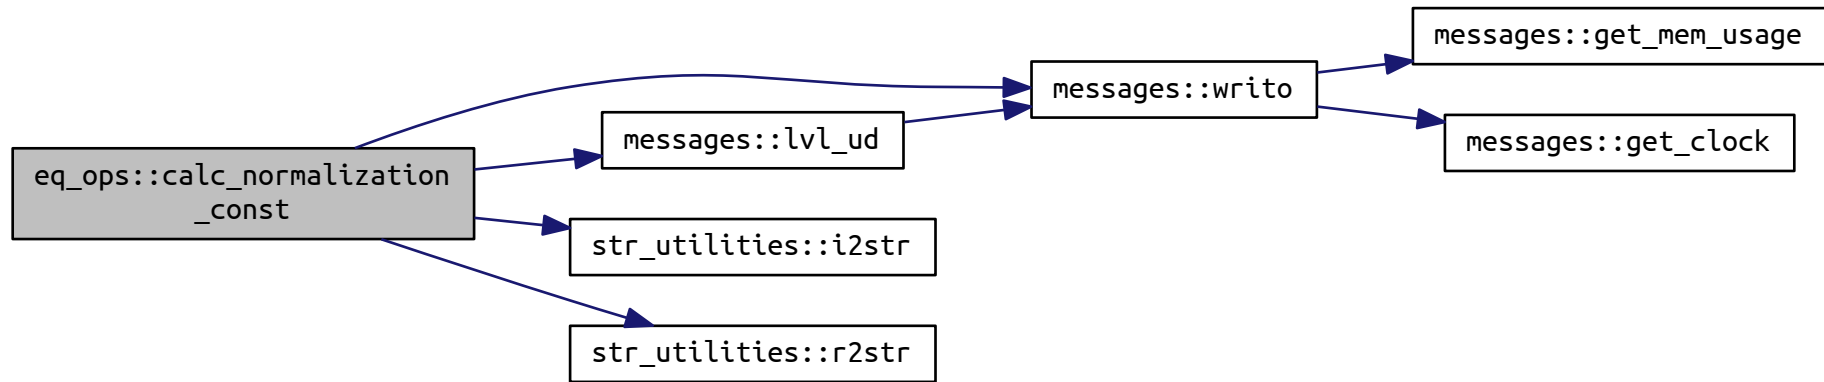 eq_ops::calc_normalization
_const
messages::lvl_ud
str_utilities::i2str
str_utilities::r2str
messages::writo
messages::get_mem_usage
messages::get_clock